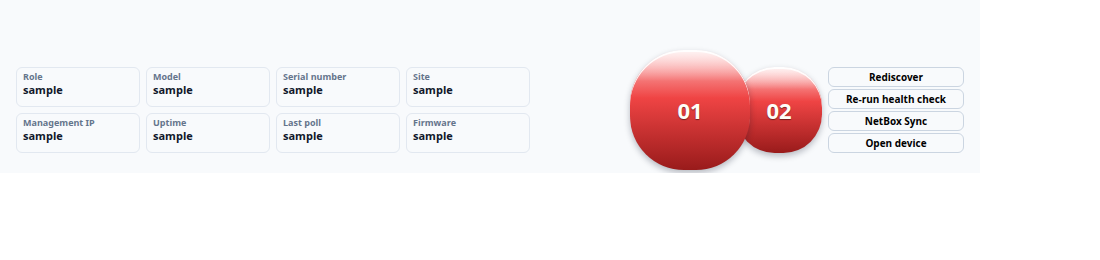 Role
sample
Model
sample
Serial number
sample
Site
sample
Management IP
sample
Uptime
sample
Last poll
sample
Firmware
sample
01
02
Rediscover
Re-run health check
NetBox Sync
Open device